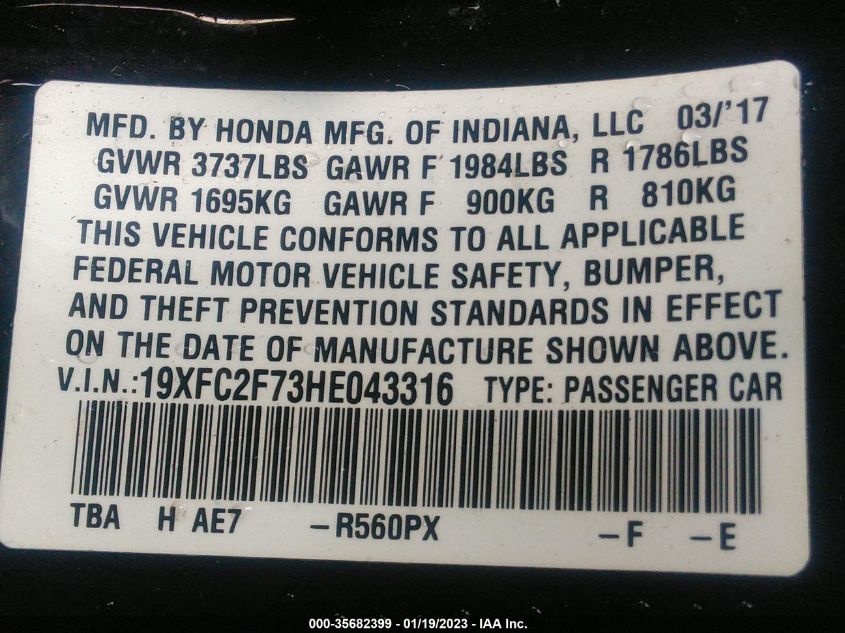 MFD. BY HONDA MFG. OF INDIANA, LLC 03/'17
GVWR 3737LBS GAWR F 1984LBS R 1786LBS
GVWR 1695KG GAWR F 900KG R 810KG
THIS VEHICLE CONFORMS TO ALL APPLICABLE
FEDERAL MOTOR VEHICLE SAFETY, BUMPER,
AND THEFT PREVENTION STANDARDS IN EFFECT
ON THE DATE OF MANUFACTURE SHOWN ABOVE.
V.I.N.:19XFC2F73HE043316 TYPE: PASSENGER CAR
TBA H AE7 –R560PX –F –E
000-35682399 - 01/19/2023 - IAA Inc.